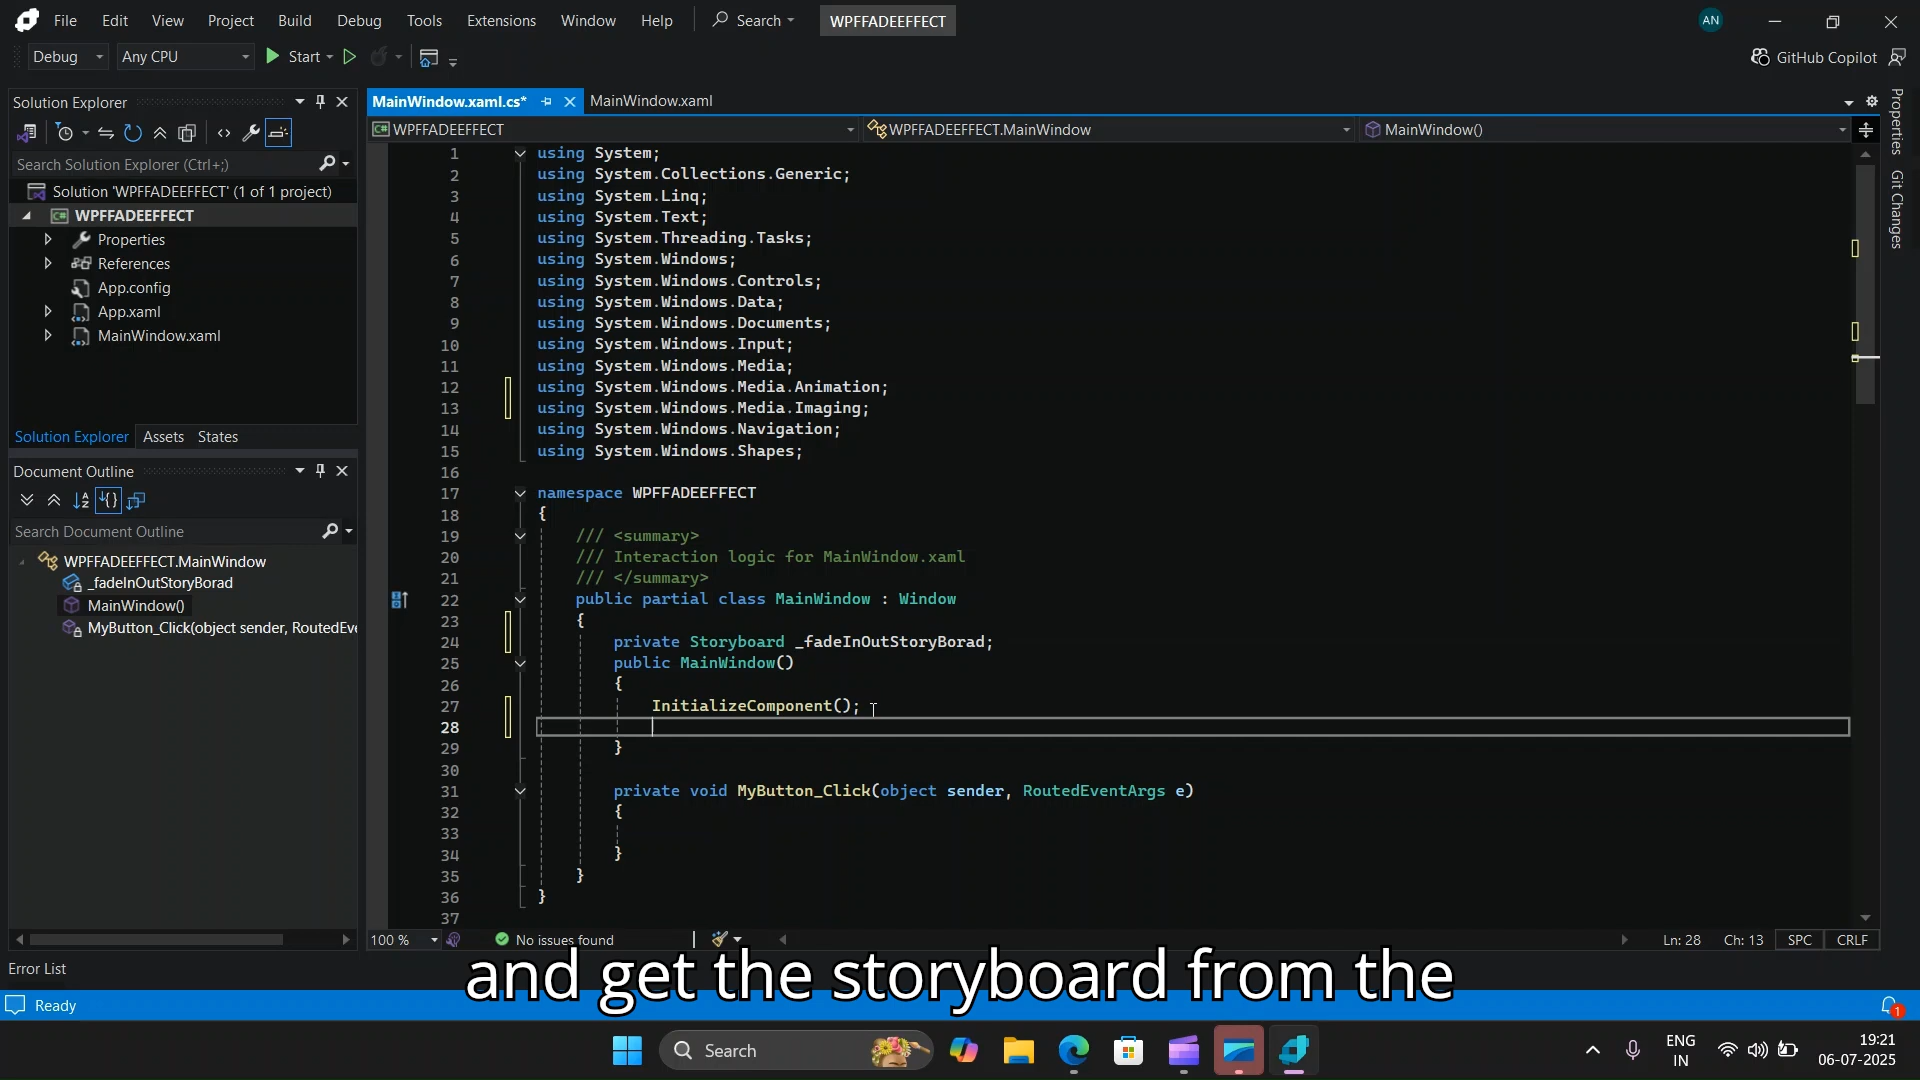 File Edit View Project Build Debug Tools Extensions Window Help Search WPFFADEEFFECT AN
Debug Any CPU Start GitHub Copilot
Solution Explorer
Search Solution Explorer (Ctrl+;)
Solution 'WPFFADEEFFECT' (1 of 1 project)
WPFFADEEFFECT
Properties
References
App.config
App.xaml
MainWindow.xaml
Solution Explorer Assets States
Document Outline
Search Document Outline
WPFFADEEFFECT.MainWindow
_fadeInOutStoryBorad
MainWindow()
MyButton_Click(object sender, RoutedEve
MainWindow.xaml.cs* MainWindow.xaml
WPFFADEEFFECT WPFFADEEFFECT.MainWindow MainWindow()
1 using System;
2 using System.Collections.Generic;
3 using System.Linq;
4 using System.Text;
5 using System.Threading.Tasks;
6 using System.Windows;
7 using System.Windows.Controls;
8 using System.Windows.Data;
9 using System.Windows.Documents;
10 using System.Windows.Input;
11 using System.Windows.Media;
12 using System.Windows.Media.Animation;
13 using System.Windows.Media.Imaging;
14 using System.Windows.Navigation;
15 using System.Windows.Shapes;
16
17 namespace WPFFADEEFFECT
18 {
19 /// <summary>
20 /// Interaction logic for MainWindow.xaml
21 /// </summary>
22 public partial class MainWindow : Window
23 {
24 private Storyboard _fadeInOutStoryBorad;
25 public MainWindow()
26 {
27 InitializeComponent();
28
29 }
30
31 private void MyButton_Click(object sender, RoutedEventArgs e)
32 {
33
34 }
35 }
36 }
37
100 % No issues found Ln: 28 Ch: 13 SPC CRLF
Properties
Git Changes
Error List
and get the storyboard from the
Ready 1
Search
ENG
IN
19:21
06-07-2025